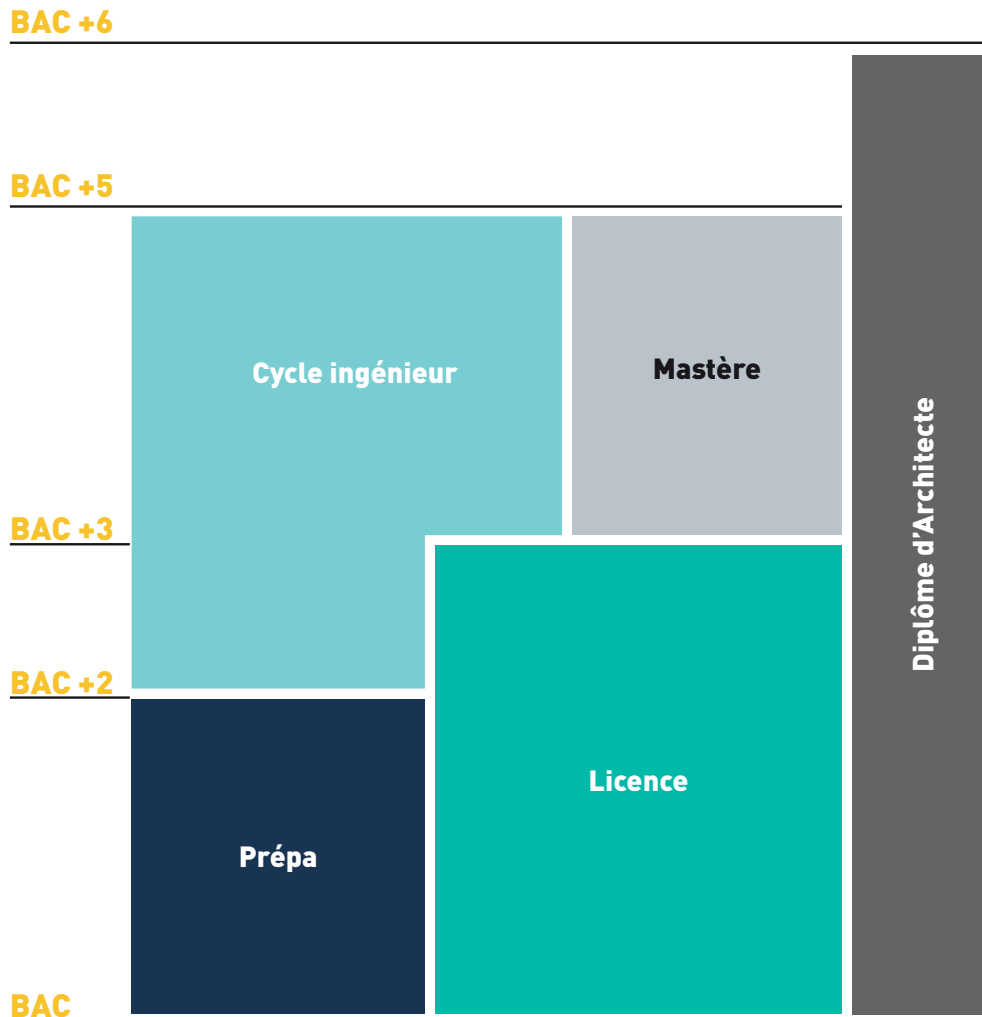 BAC +6
BAC +5
Cycle ingénieur
Mastère
Diplôme d'Architecte
BAC +3
BAC +2
Licence
Prépa
BAC